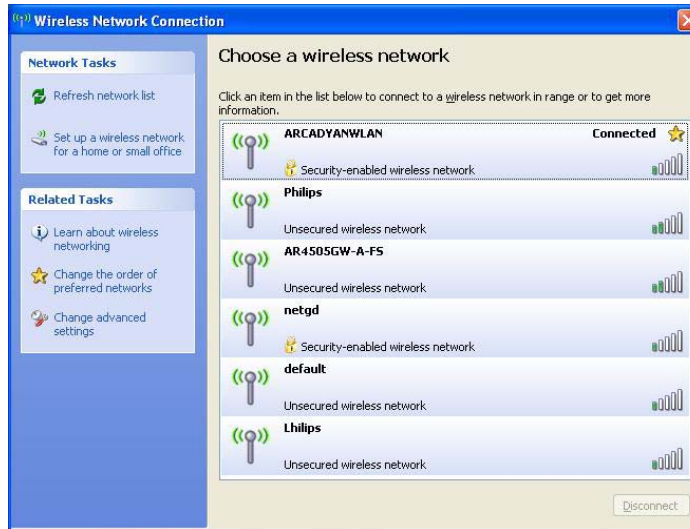 Wireless Network Connection
Network Tasks
Refresh network list
Set up a wireless network
for a home or small office
Related Tasks
Learn about wireless
networking
Change the order of
preferred networks
Change advanced
settings
Choose a wireless network
Click an item in the list below to connect to a wireless network in range or to get more
information.
ARCADYANWLAN Connected
Security-enabled wireless network
Philips
Unsecured wireless network
AR4505GW-A-FS
Unsecured wireless network
netgd
Security-enabled wireless network
default
Unsecured wireless network
Lhilips
Unsecured wireless network
Disconnect